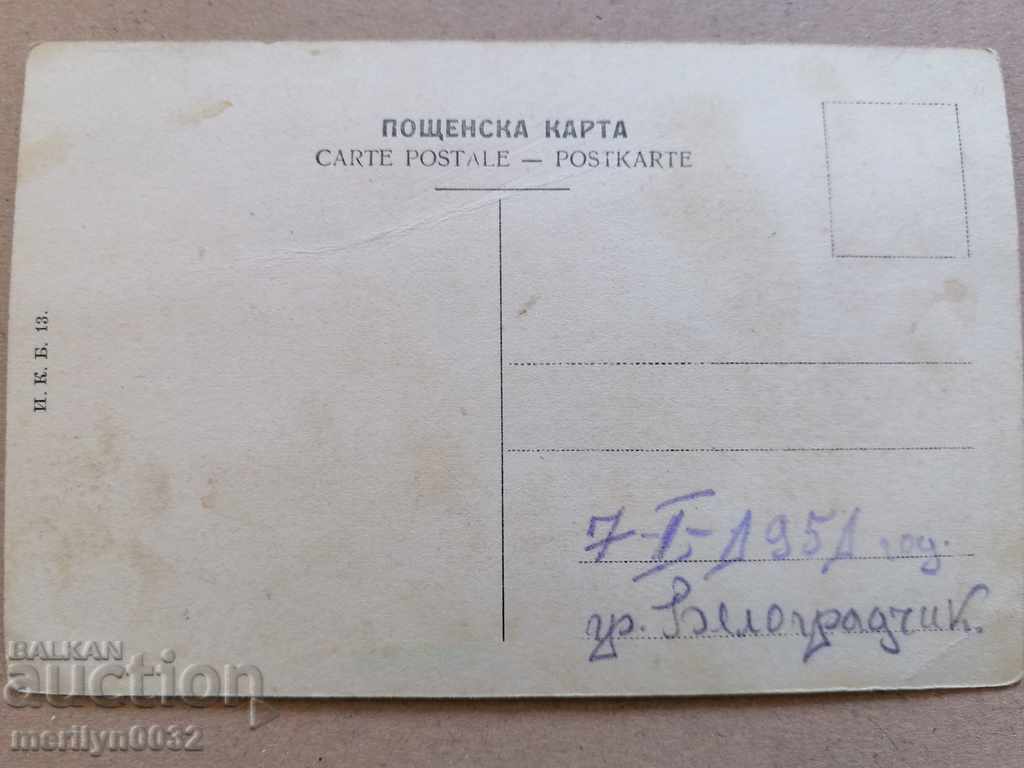 ПОЩЕНСКА КАРТА
CARTE POSTALE — POSTKARTE
И. К. Б. 13.
7-I-1951 год.
гр. Белоградчик.
BALKAN
auction
merilyn0032